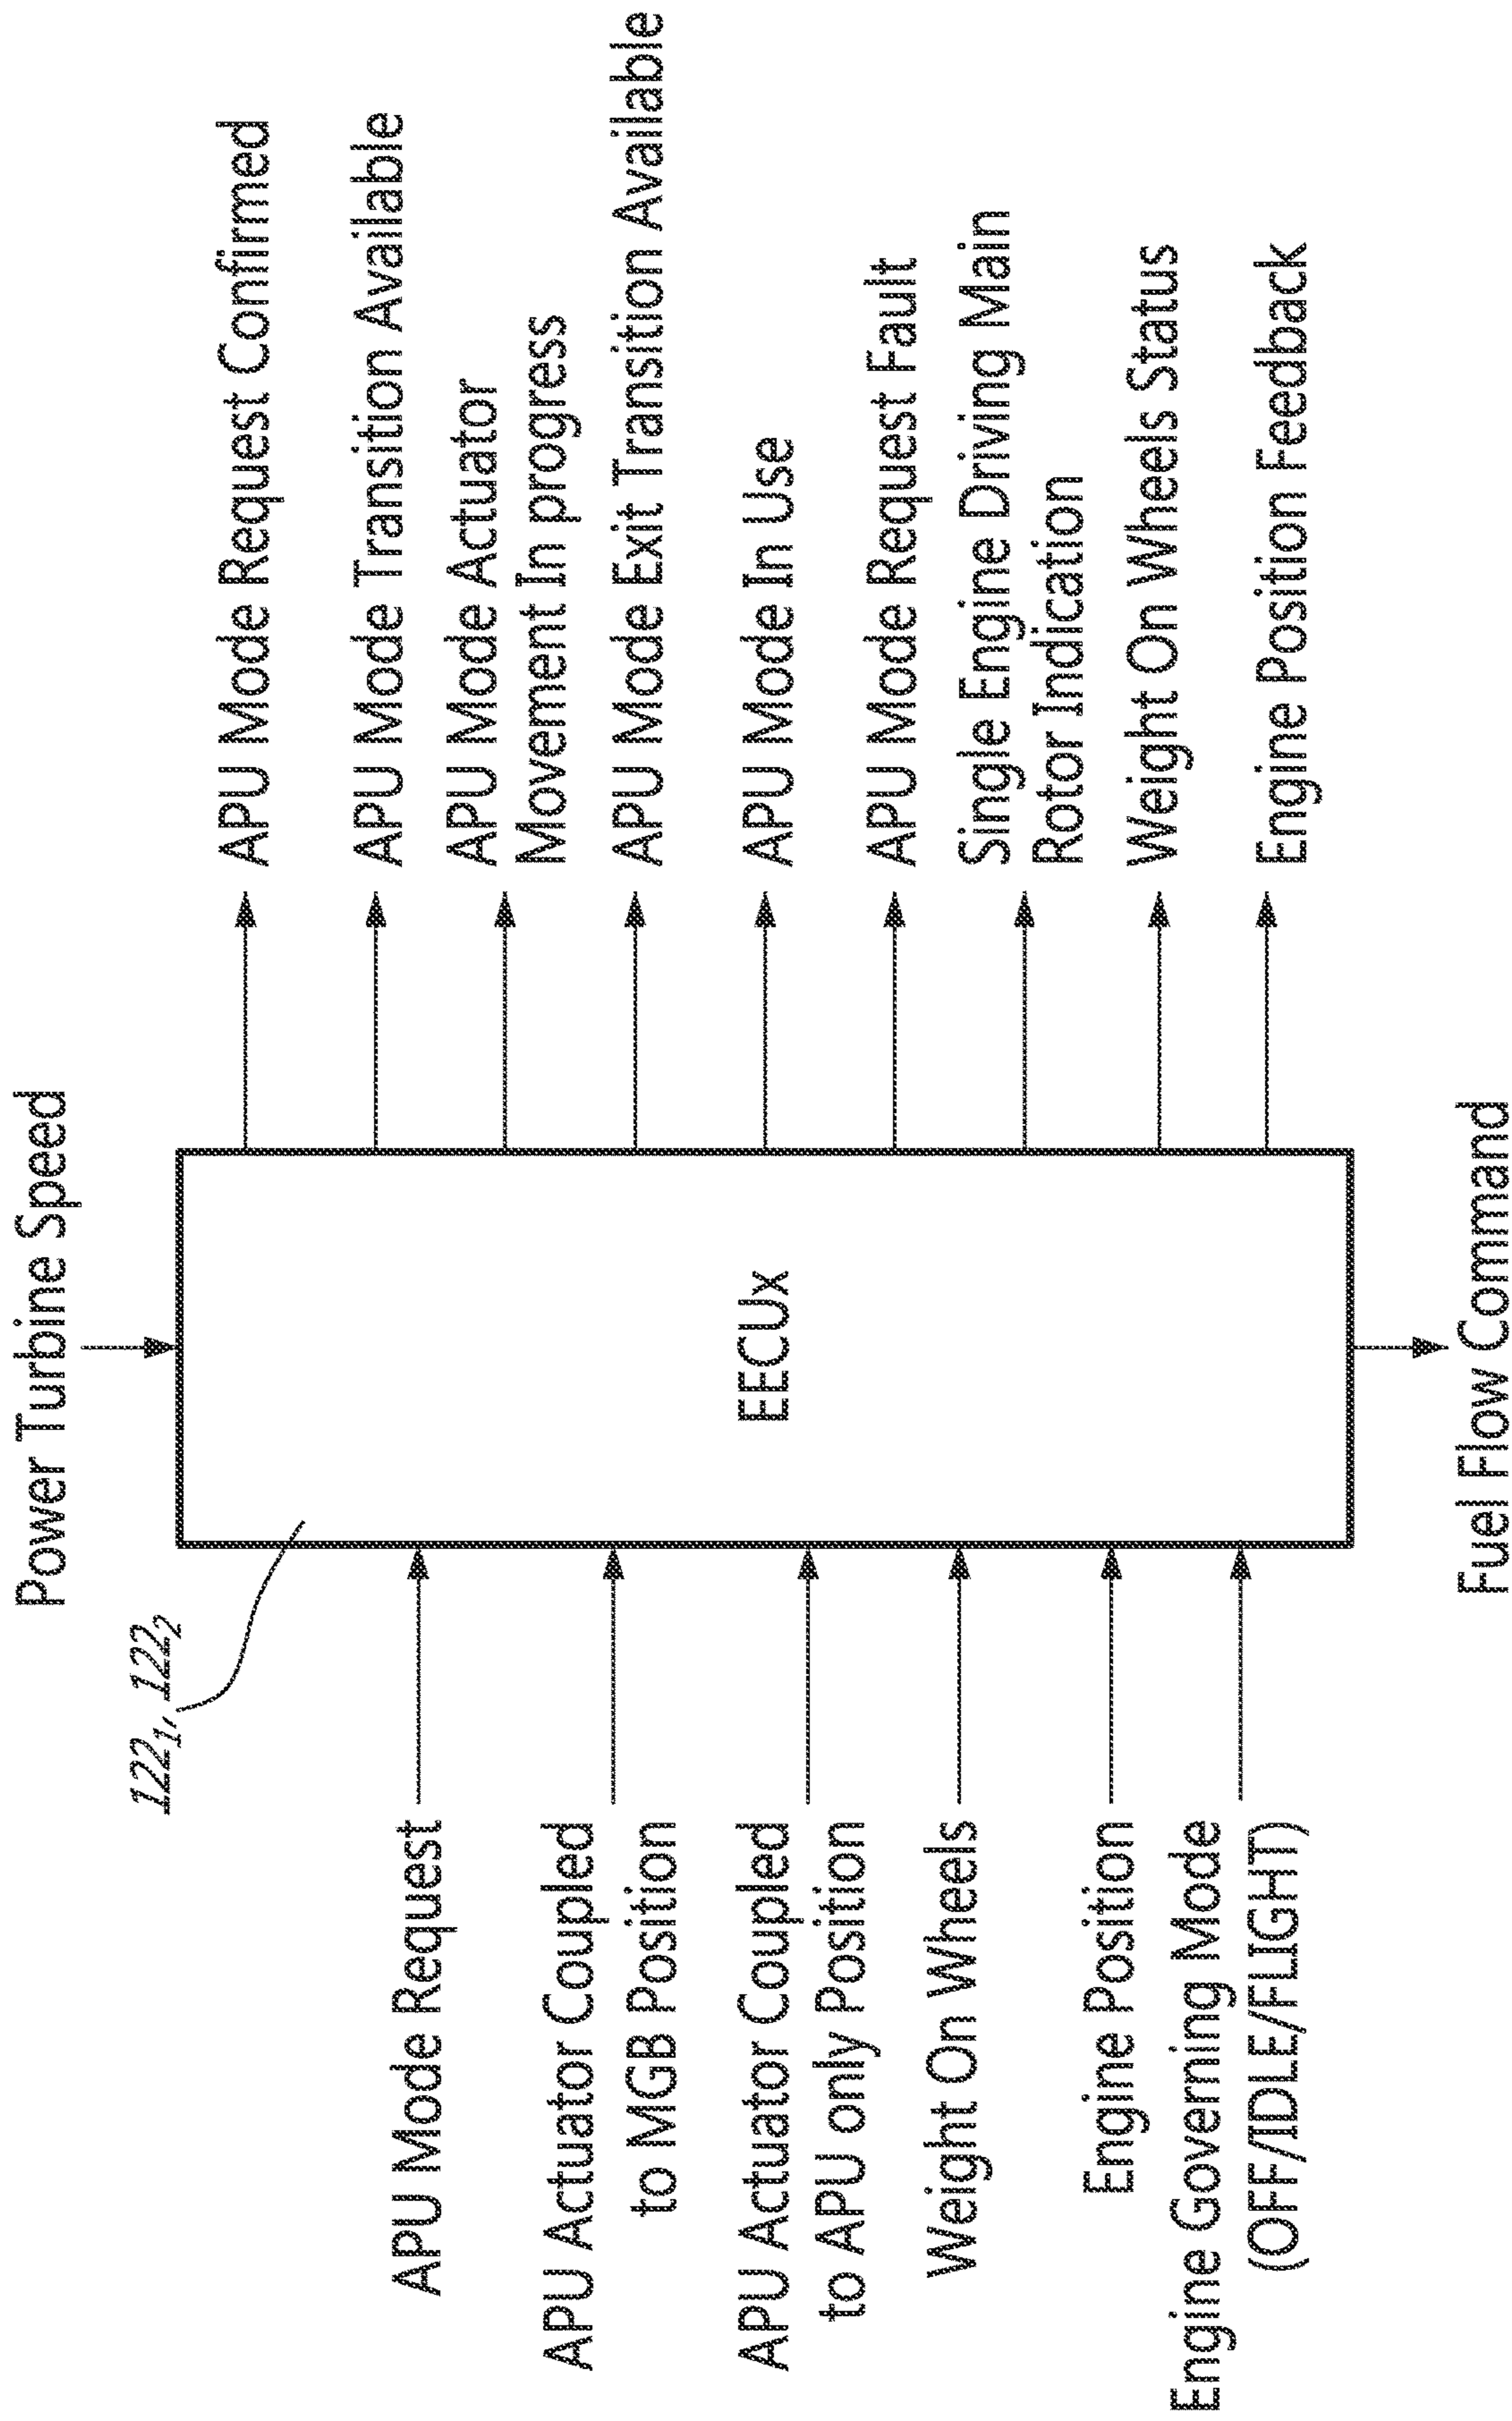 Power Turbine Speed
122₁, 122₂
APU Mode Request
APU Actuator Coupled
to MGB Position
APU Actuator Coupled
to APU only Position
Weight On Wheels
Engine Position
Engine Governing Mode
(OFF/IDLE/FLIGHT)
EECUx
APU Mode Request Confirmed
APU Mode Transition Available
APU Mode Actuator
Movement In progress
APU Mode Exit Transition Available
APU Mode In Use
APU Mode Request Fault
Single Engine Driving Main
Rotor Indication
Weight On Wheels Status
Engine Position Feedback
Fuel Flow Command